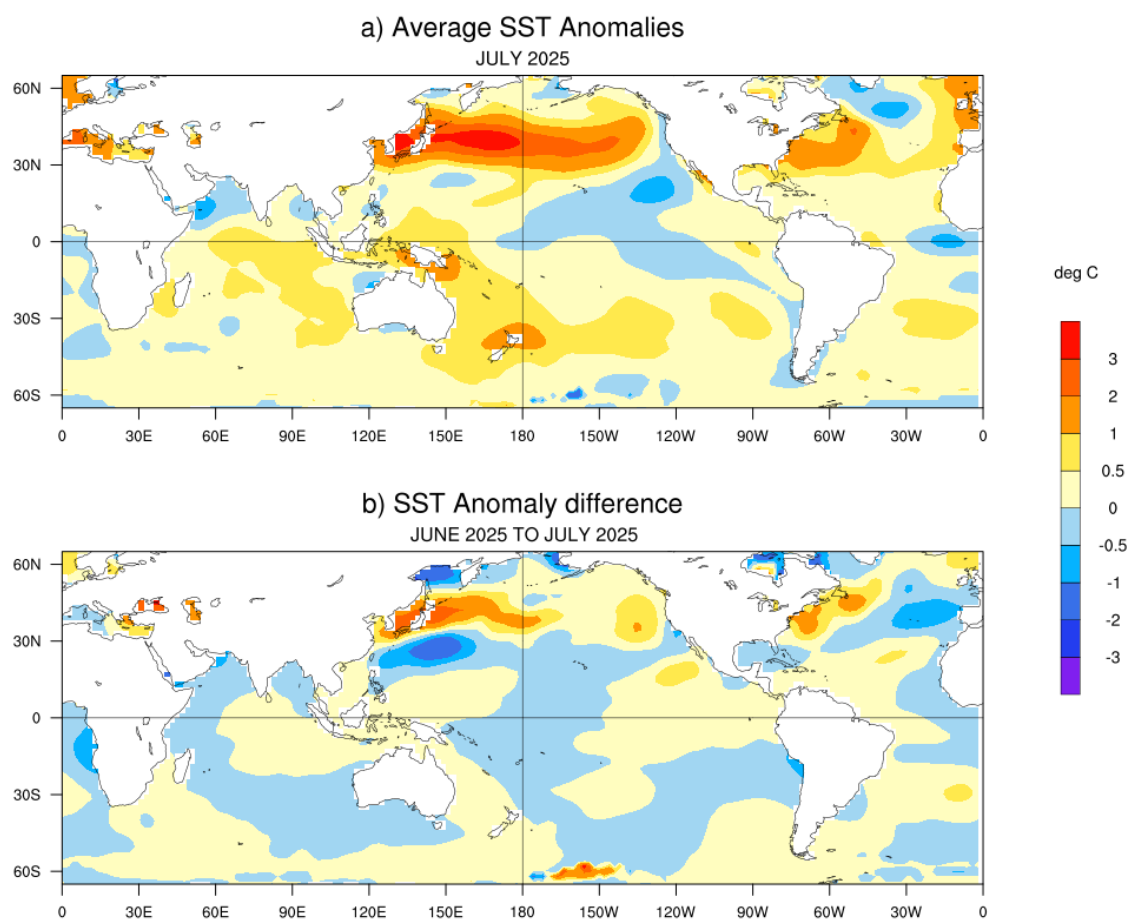 a) Average SST Anomalies
JULY 2025
60N
30N
0
30S
60S
0 30E 60E 90E 120E 150E 180 150W 120W 90W 60W 30W 0
deg C
3
2
1
0.5
0
-0.5
-1
-2
-3
b) SST Anomaly difference
JUNE 2025 TO JULY 2025
60N
30N
0
30S
60S
0 30E 60E 90E 120E 150E 180 150W 120W 90W 60W 30W 0